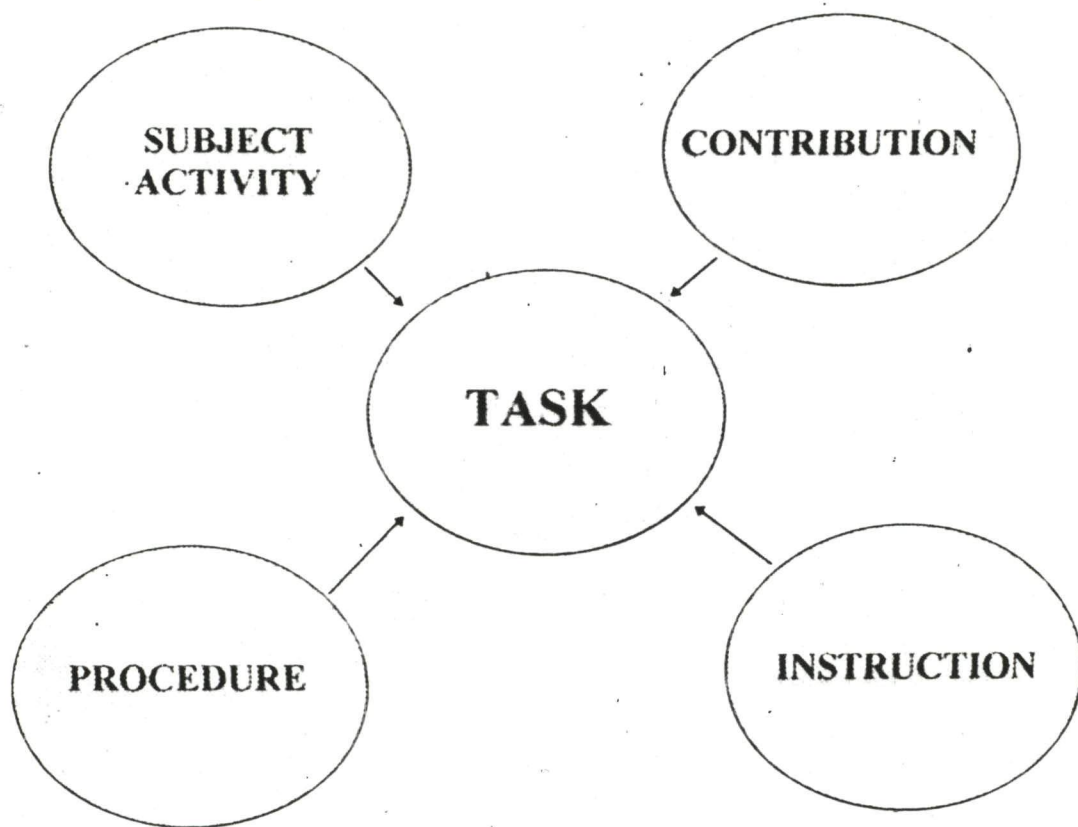 SUBJECT
ACTIVITY
CONTRIBUTION
TASK
PROCEDURE
INSTRUCTION